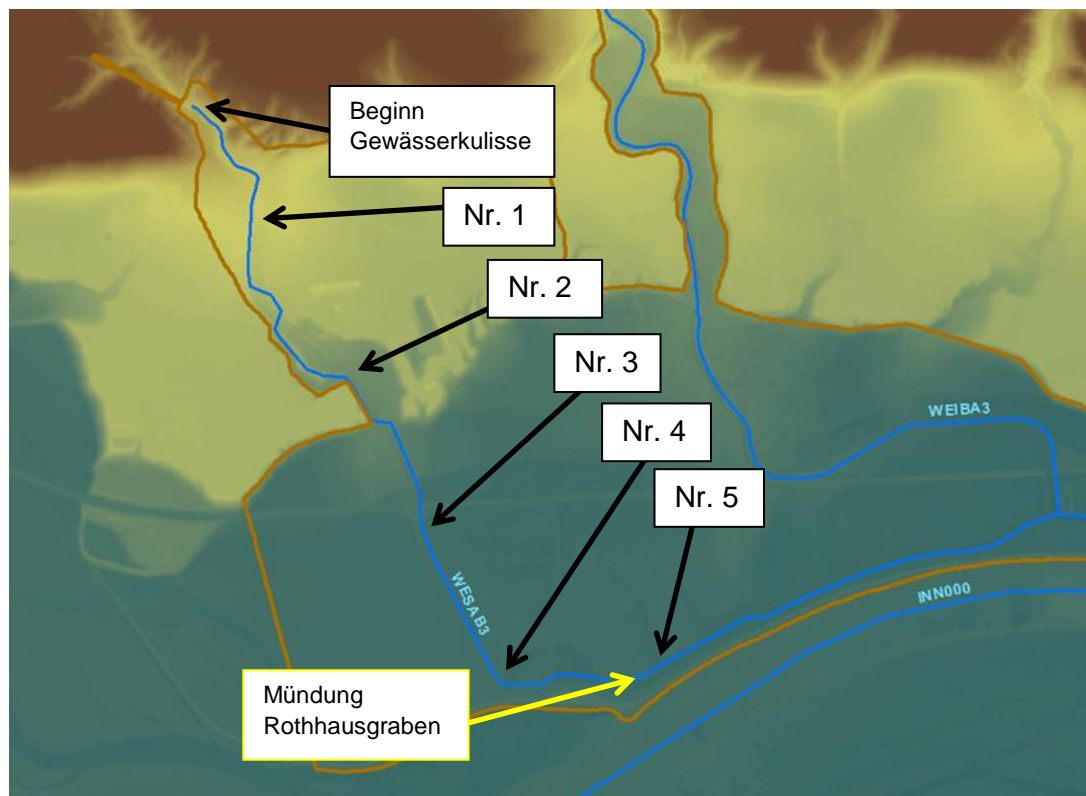 Beginn
Gewässerkulisse
Nr. 1
Nr. 2
Nr. 3
Nr. 4
WEIBA3
Nr. 5
WESAB3
INN000
Mündung
Rothhausgraben